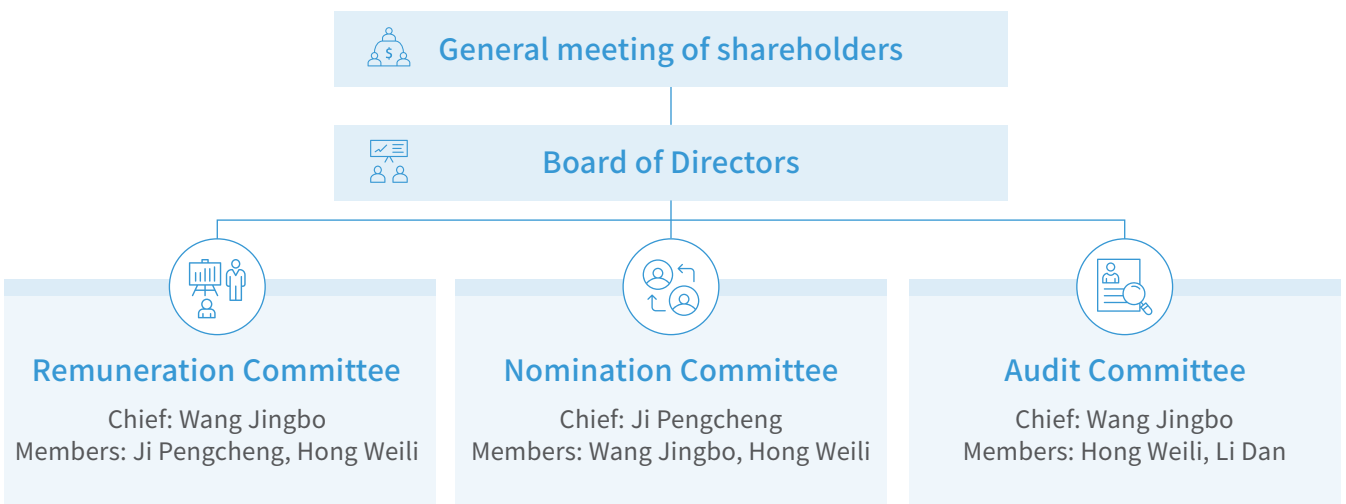 General meeting of shareholders
Board of Directors
Remuneration Committee
Chief: Wang Jingbo
Members: Ji Pengcheng, Hong Weili
Nomination Committee
Chief: Ji Pengcheng
Members: Wang Jingbo, Hong Weili
Audit Committee
Chief: Wang Jingbo
Members: Hong Weili, Li Dan